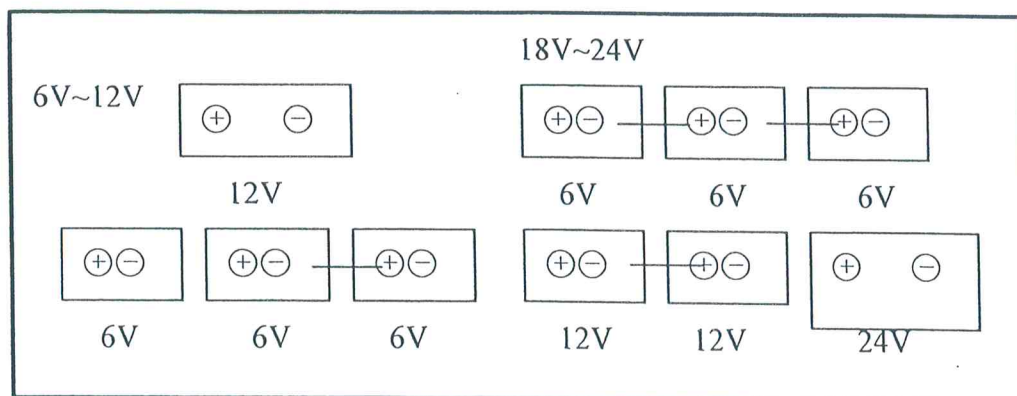 18V~24V
6V~12V
+ − + − + − + −
12V 6V 6V 6V
+ − + − + − + − + − + −
6V 6V 6V 12V 12V 24V